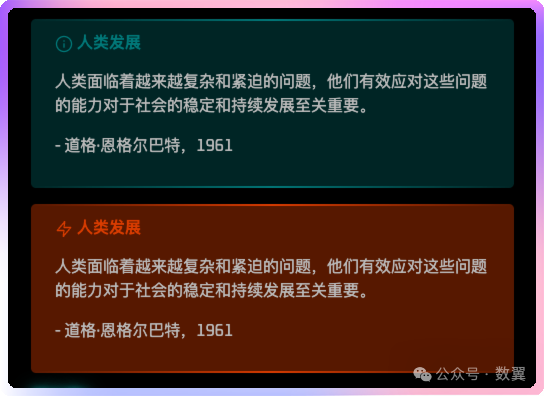 人类发展
人类面临着越来越复杂和紧迫的问题，他们有效应对这些问题
的能力对于社会的稳定和持续发展至关重要。
- 道格·恩格尔巴特，1961
人类发展
人类面临着越来越复杂和紧迫的问题，他们有效应对这些问题
的能力对于社会的稳定和持续发展至关重要。
- 道格·恩格尔巴特，1961
公众号 · 数翼